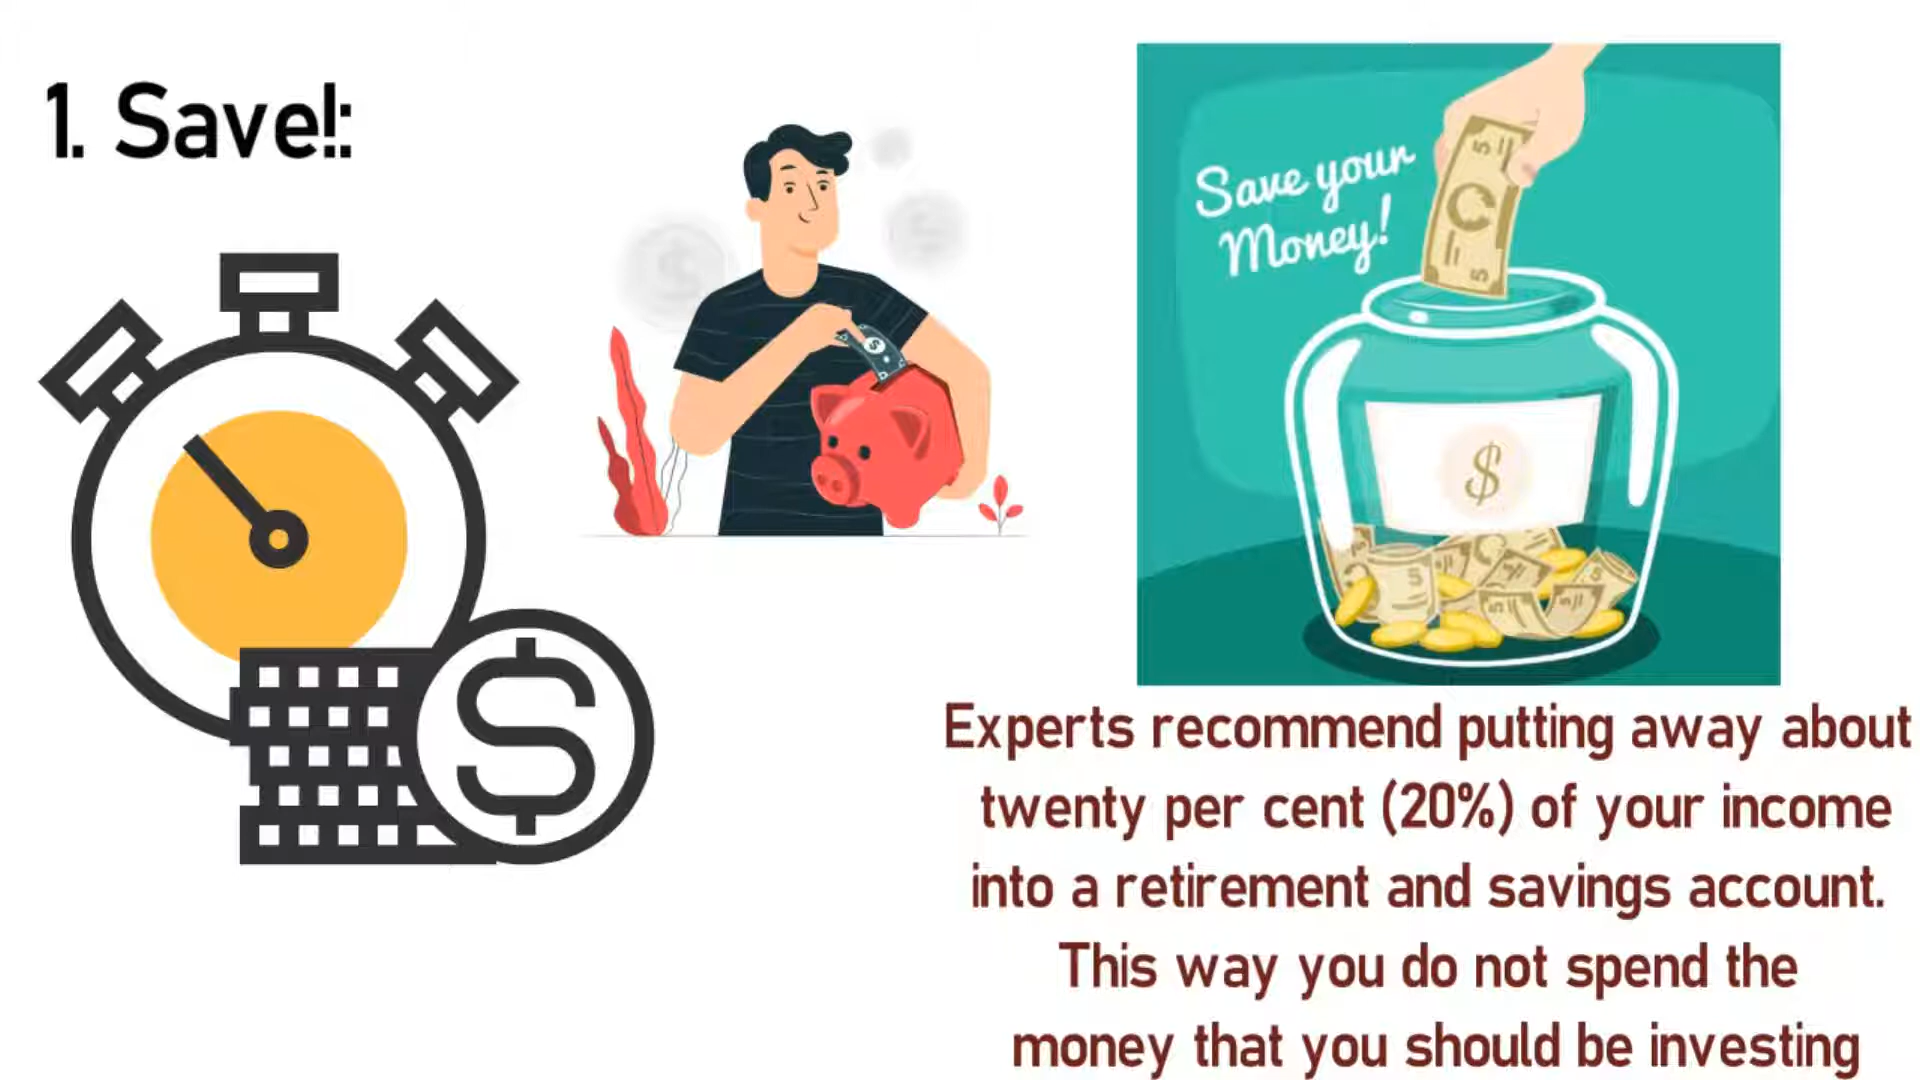 1. Save!:
Save your
Money!
$
$
Experts recommend putting away about
twenty per cent (20%) of your income
into a retirement and savings account.
This way you do not spend the
money that you should be investing